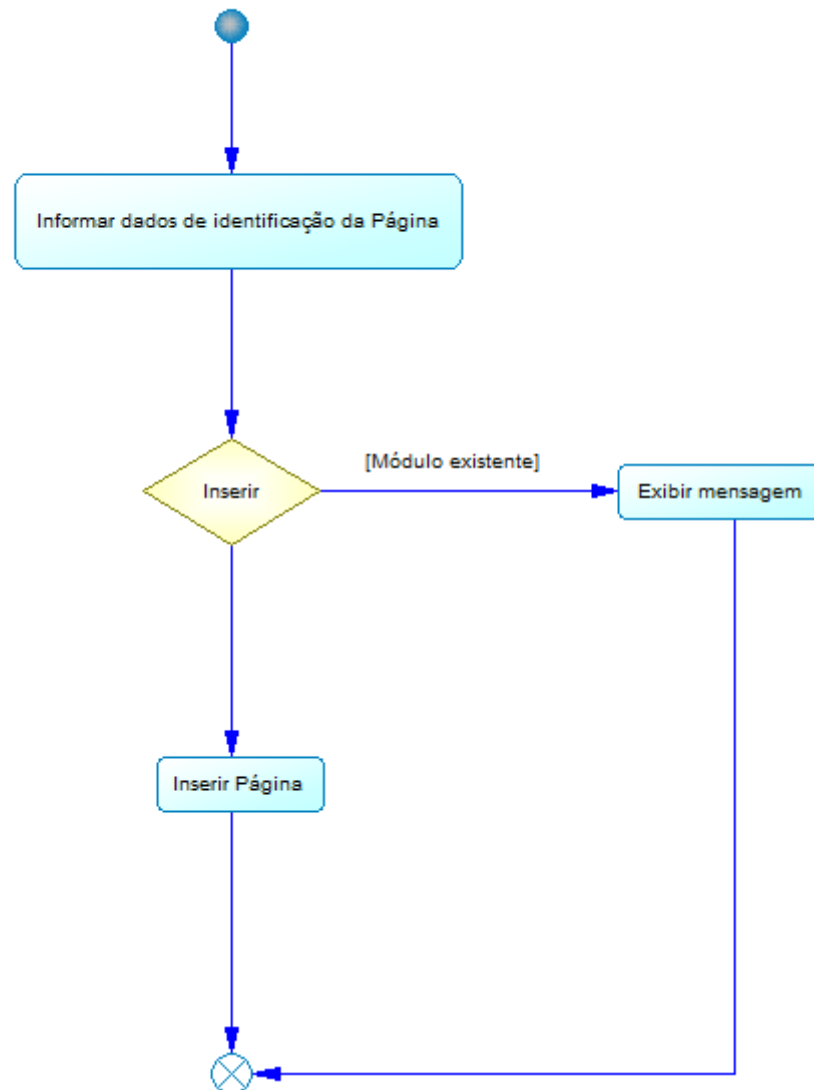 Informar dados de identificação da Página
[Módulo existente]
Inserir
Exibir mensagem
Inserir Página